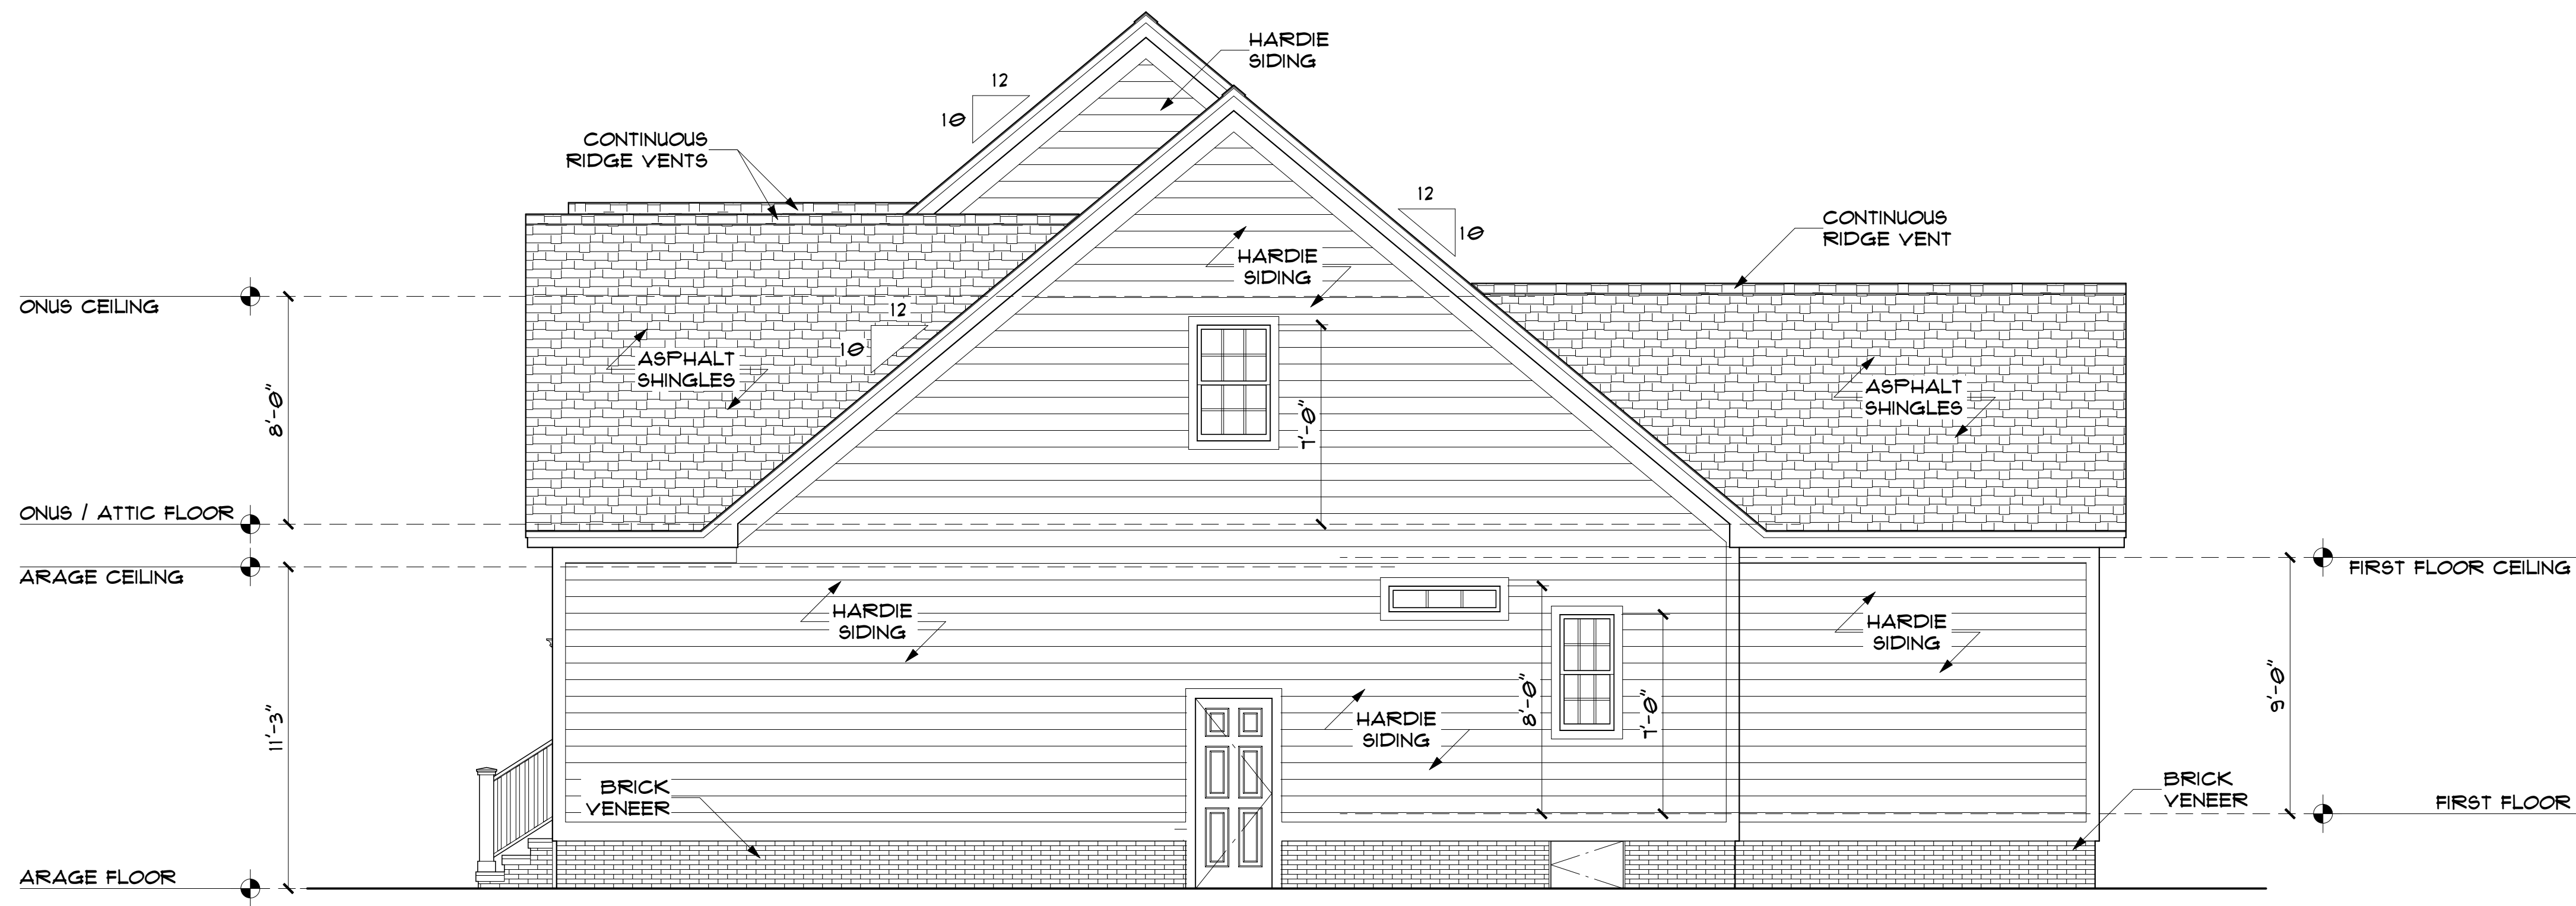 HARDIE
SIDING
12
10
CONTINUOUS
RIDGE VENTS
12
10
CONTINUOUS
RIDGE VENT
HARDIE
SIDING
ONUS CEILING
12
10
ASPHALT
SHINGLES
ASPHALT
SHINGLES
8'-0"
7'-0"
ONUS / ATTIC FLOOR
ARAGE CEILING
FIRST FLOOR CEILING
HARDIE
SIDING
HARDIE
SIDING
11'-3"
8'-0"
7'-0"
9'-0"
HARDIE
SIDING
BRICK
VENEER
BRICK
VENEER
FIRST FLOOR
ARAGE FLOOR